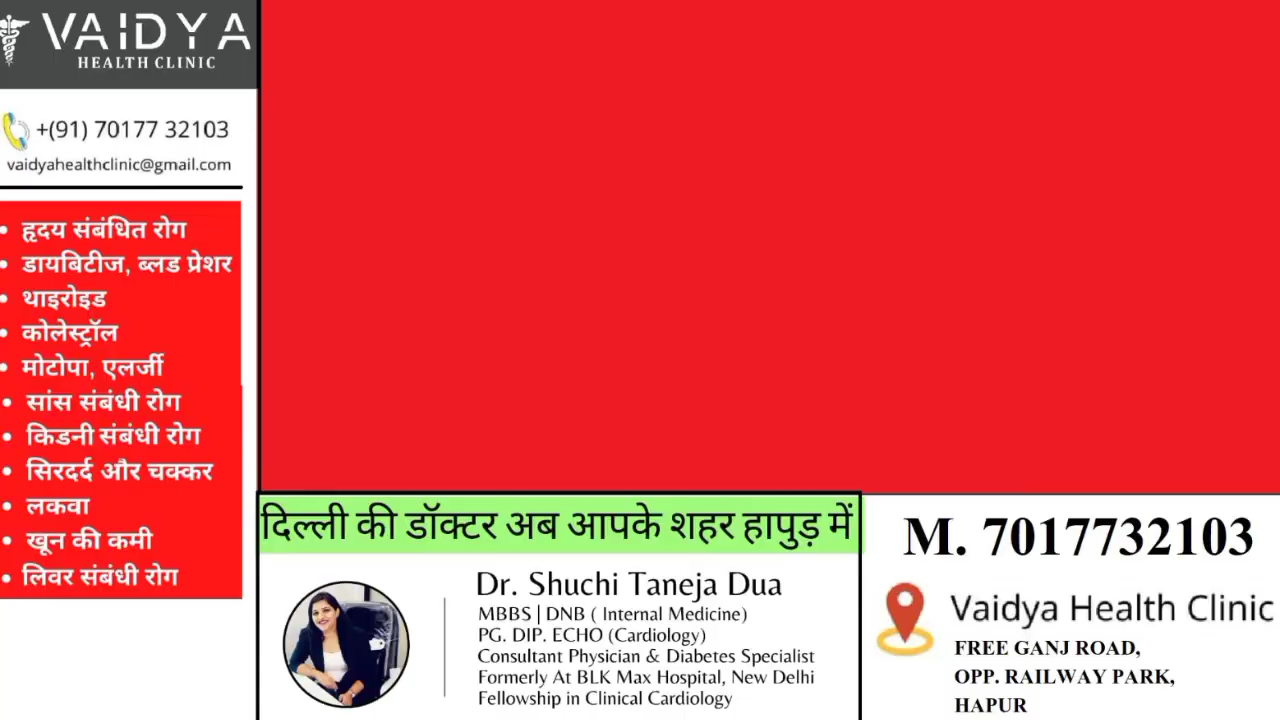 VAIDYA
HEALTH CLINIC
+(91) 70177 32103
vaidyahealthclinic@gmail.com
• हृदय संबंधित रोग
• डायबिटीज, ब्लड प्रेशर
• थाइरोइड
• कोलेस्ट्रॉल
• मोटोपा, एलर्जी
• सांस संबंधी रोग
• किडनी संबंधी रोग
• सिरदर्द और चक्कर
• लकवा
• खून की कमी
• लिवर संबंधी रोग
दिल्ली की डॉक्टर अब आपके शहर हापुड़ में
Dr. Shuchi Taneja Dua
MBBS | DNB ( Internal Medicine)
PG. DIP. ECHO (Cardiology)
Consultant Physician & Diabetes Specialist
Formerly At BLK Max Hospital, New Delhi
Fellowship in Clinical Cardiology
M. 7017732103
Vaidya Health Clinic
FREE GANJ ROAD,
OPP. RAILWAY PARK,
HAPUR